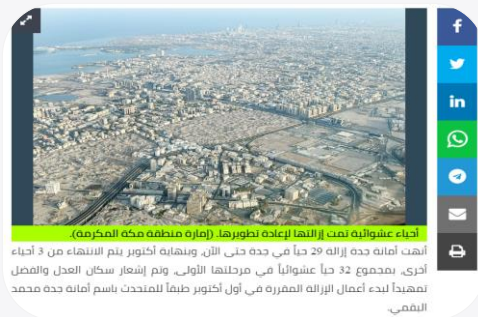 أحياء عشوائية تمت إزالتها لإعادة تطويرها. (إمارة منطقة مكة المكرمة).
أنهت أمانة جدة إزالة 29 حياً في جدة حتى الآن، وبنهاية أكتوبر يتم الانتهاء من 3 أحياء
أخرى، بمجموع 32 حياً عشوائياً في مرحلتها الأولى، وتم إشعار سكان العدل والفضل
تمهيداً لبدء أعمال الإزالة المقررة في أول أكتوبر طبقاً للمتحدث باسم أمانة جدة محمد
البقمي.